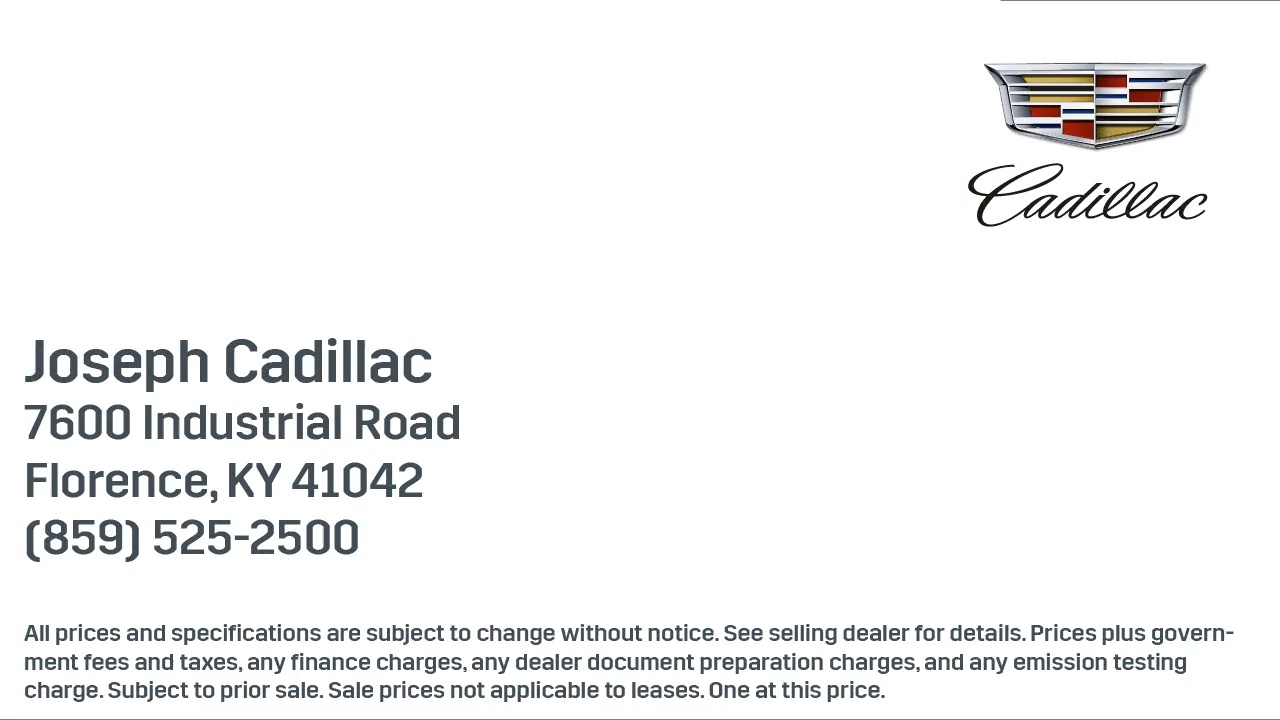 Cadillac
Joseph Cadillac
7600 Industrial Road
Florence, KY 41042
(859) 525-2500
All prices and specifications are subject to change without notice. See selling dealer for details. Prices plus govern-
ment fees and taxes, any finance charges, any dealer document preparation charges, and any emission testing
charge. Subject to prior sale. Sale prices not applicable to leases. One at this price.